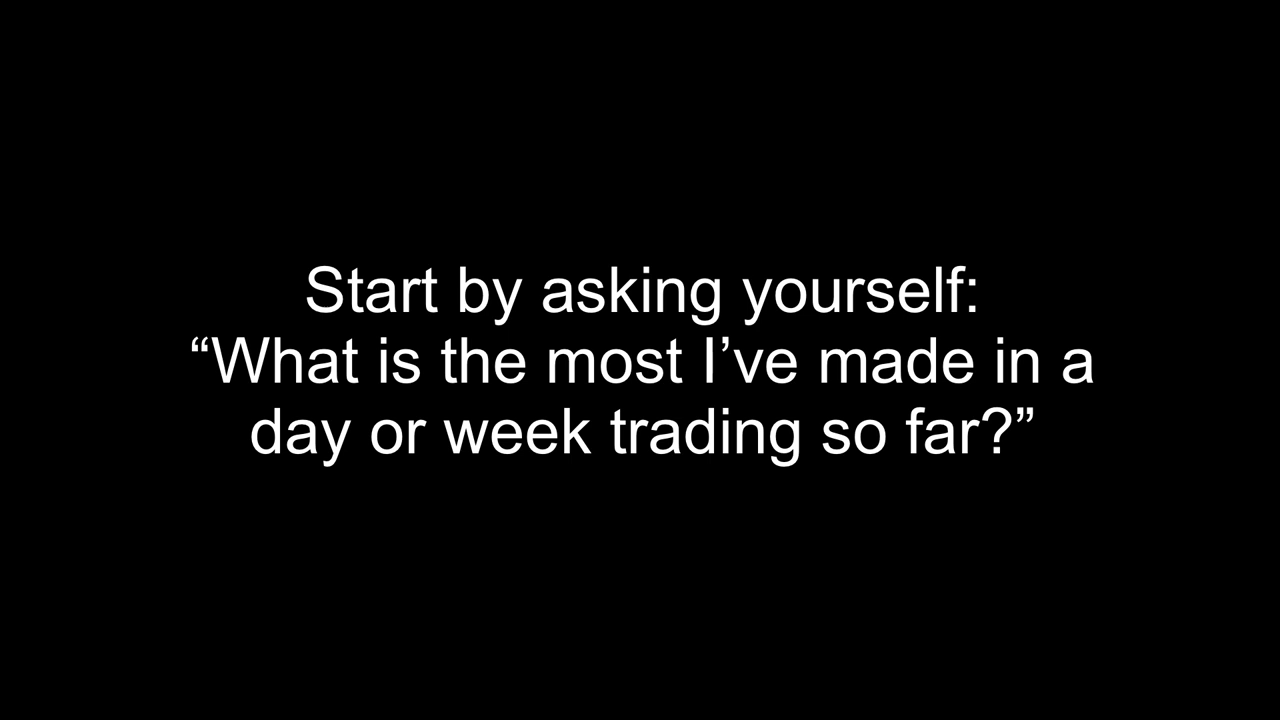 Start by asking yourself:
“What is the most I’ve made in a
day or week trading so far?”